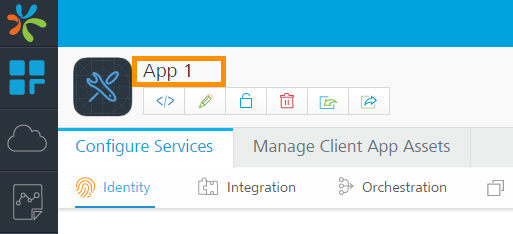 App 1
</>
Configure Services
Manage Client App Assets
Identity
Integration
Orchestration